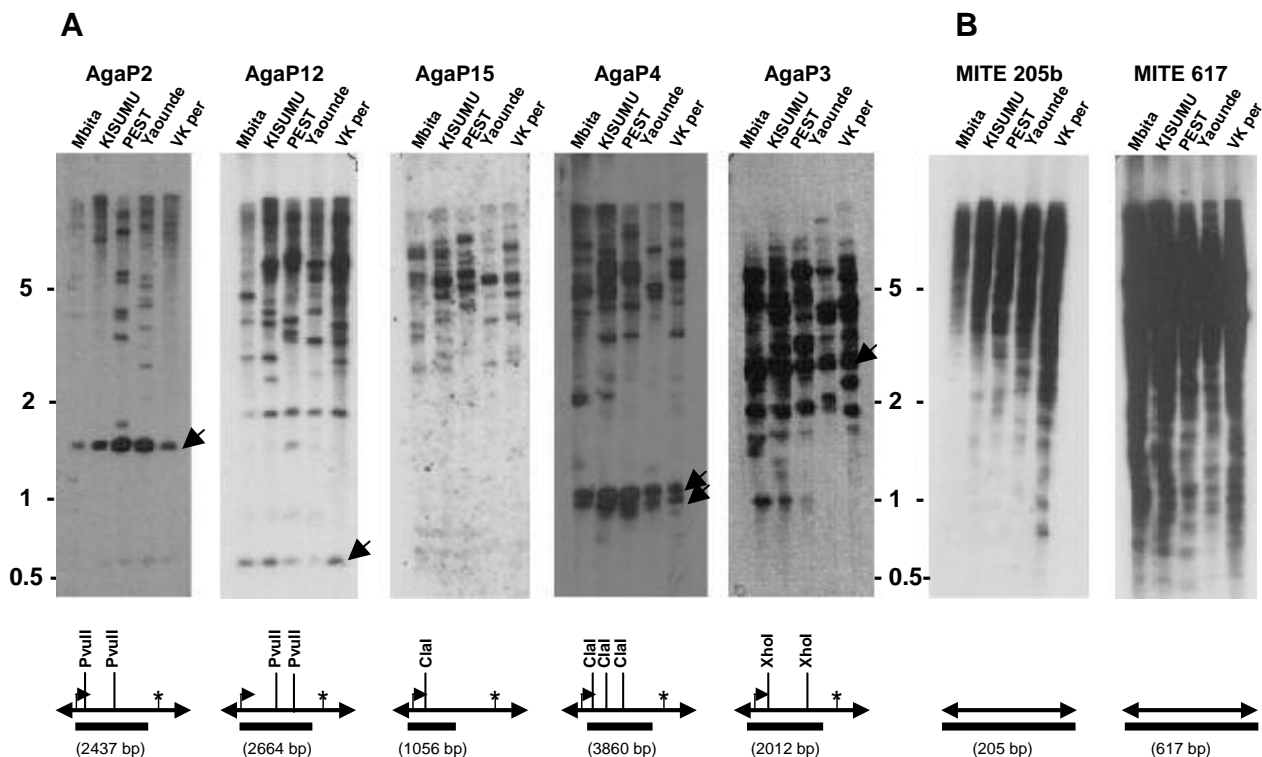 A
B
AgaP2
AgaP12
AgaP15
AgaP4
AgaP3
MITE 205b
MITE 617
Mbita KISUMU PEST Yaounde VK per
Mbita KISUMU PEST Yaounde VK per
Mbita KISUMU PEST Yaounde VK per
Mbita KISUMU PEST Yaounde VK per
Mbita KISUMU PEST Yaounde VK per
Mbita KISUMU PEST Yaounde VK per
Mbita KISUMU PEST Yaounde VK per
5 -
- 5 -
2 -
- 2 -
1 -
- 1 -
0.5 -
- 0.5-
PvuII PvuII
PvuII PvuII
ClaI
ClaI ClaI ClaI
XhoI XhoI
* * * * *
(2437 bp)
(2664 bp)
(1056 bp)
(3860 bp)
(2012 bp)
(205 bp)
(617 bp)